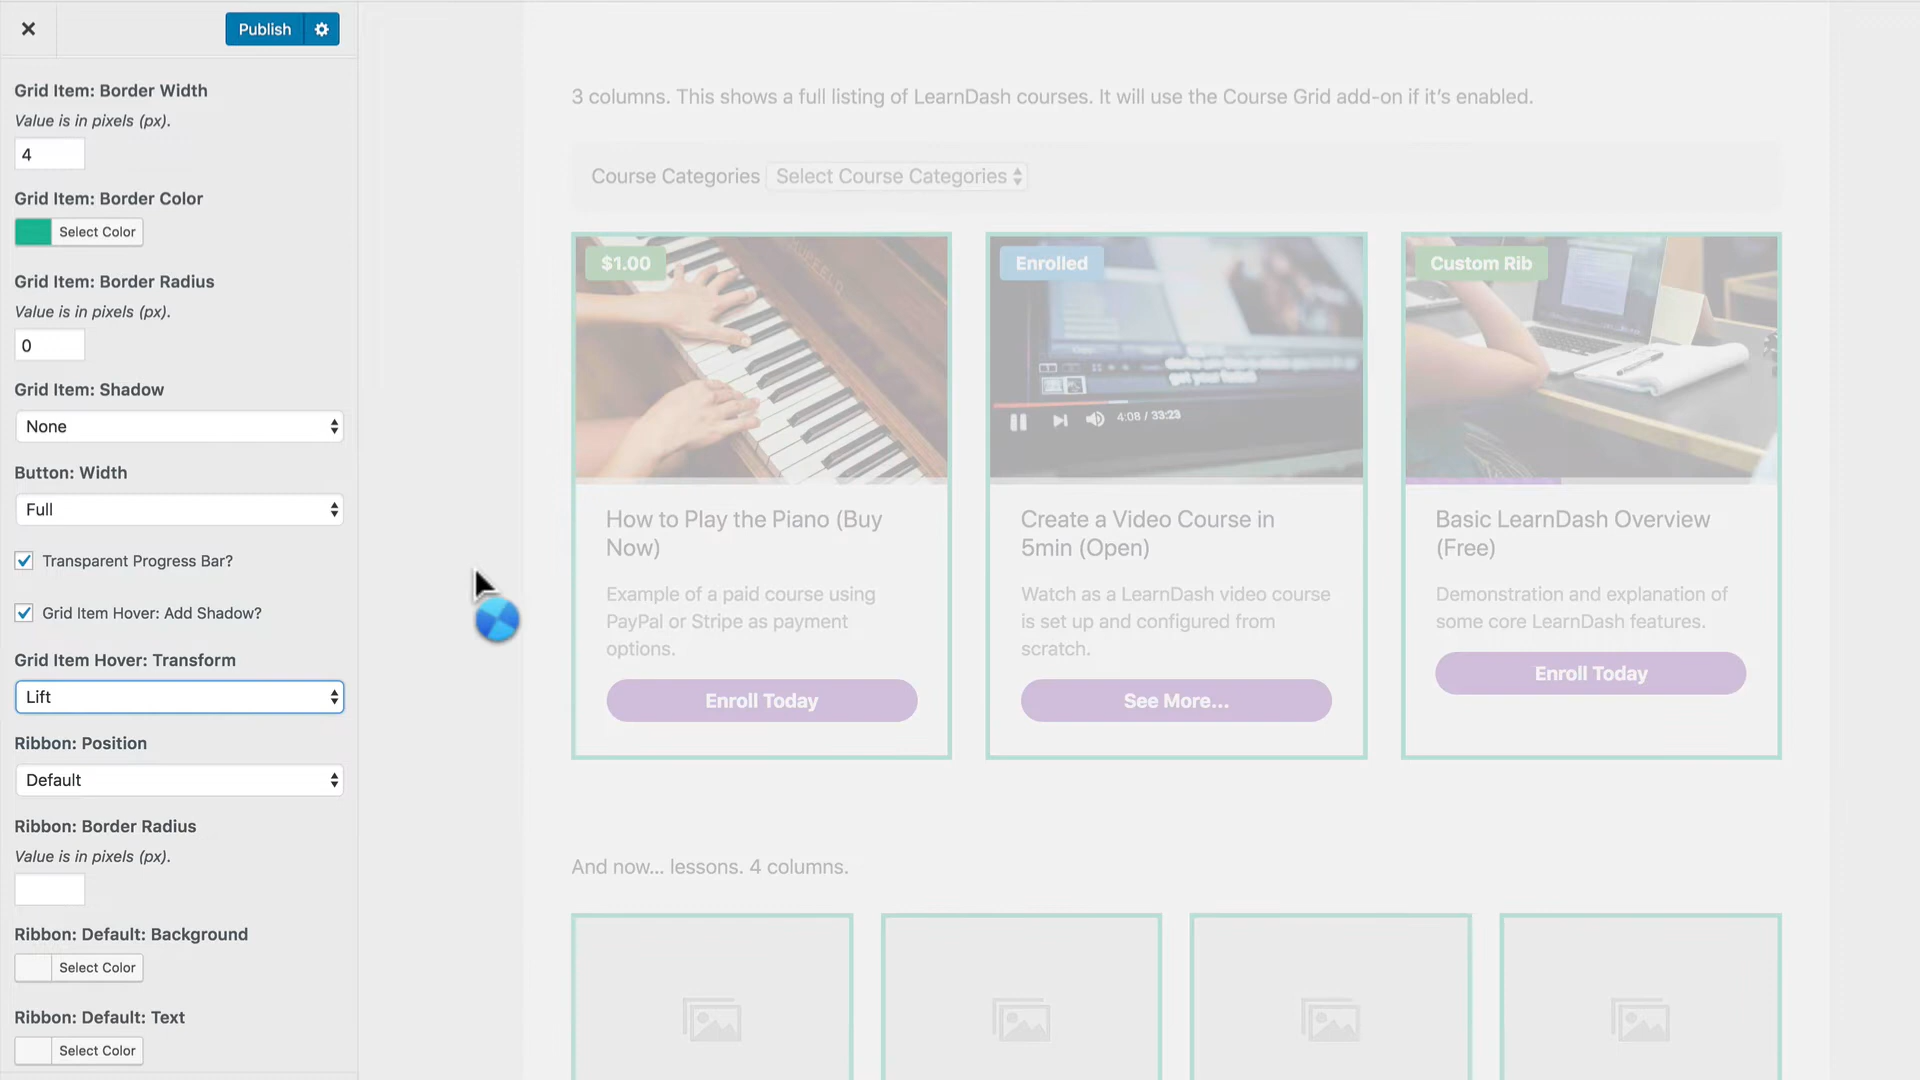 Publish
Grid Item: Border Width
Value is in pixels (px).
4
Grid Item: Border Color
Select Color
Grid Item: Border Radius
Value is in pixels (px).
0
Grid Item: Shadow
None
Button: Width
Full
Transparent Progress Bar?
Grid Item Hover: Add Shadow?
Grid Item Hover: Transform
Lift
Ribbon: Position
Default
Ribbon: Border Radius
Value is in pixels (px).
Ribbon: Default: Background
Select Color
Ribbon: Default: Text
Select Color
3 columns. This shows a full listing of LearnDash courses. It will use the Course Grid add-on if it’s enabled.
Course Categories Select Course Categories
$1.00
How to Play the Piano (Buy
Now)
Example of a paid course using
PayPal or Stripe as payment
options.
Enroll Today
Enrolled
4:08 / 33:23
Create a Video Course in
5min (Open)
Watch as a LearnDash video course
is set up and configured from
scratch.
See More...
Custom Rib
Basic LearnDash Overview
(Free)
Demonstration and explanation of
some core LearnDash features.
Enroll Today
And now... lessons. 4 columns.